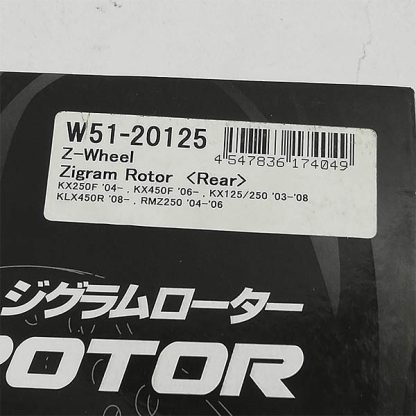 W51-20125
Z-Wheel
Zigram Rotor <Rear>
KX250F '04- , KX450F '06- , KX125/250 '03-'08
KLX450R '08- , RMZ250 '04-'06
4 547836 174049
ジグラムローター
ROTOR